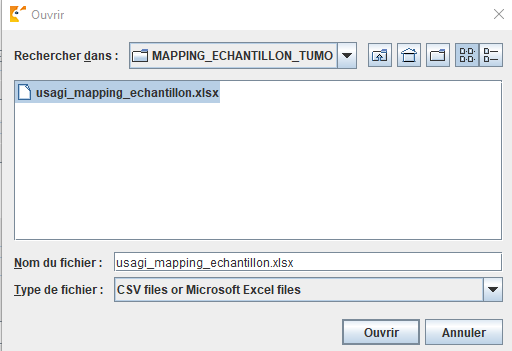 Ouvrir
Rechercher dans : MAPPING_ECHANTILLON_TUMO
usagi_mapping_echantillon.xlsx
Nom du fichier : usagi_mapping_echantillon.xlsx
Type de fichier : CSV files or Microsoft Excel files
Ouvrir Annuler